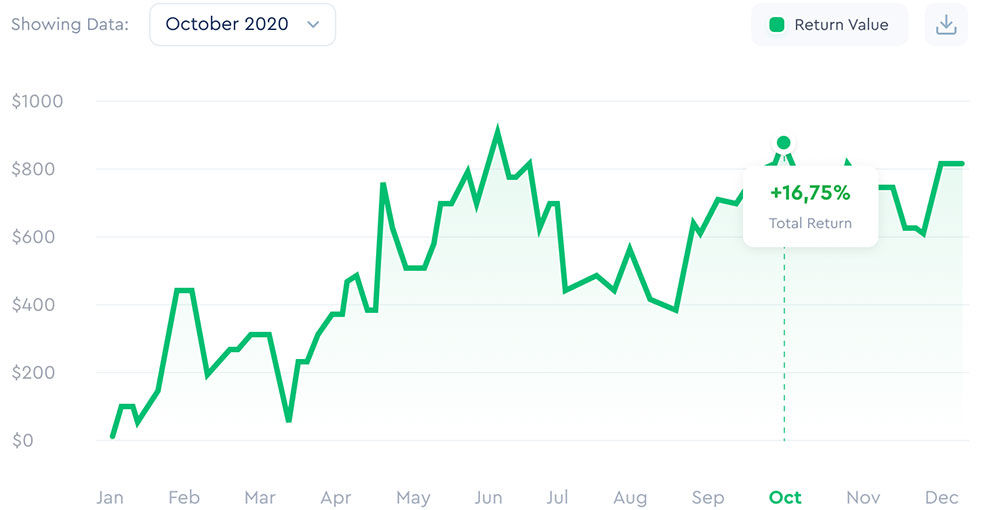 Showing Data: October 2020 Return Value
$1000
$800
+16,75%
Total Return
$600
$400
$200
$0
Jan Feb Mar Apr May Jun Jul Aug Sep Oct Nov Dec